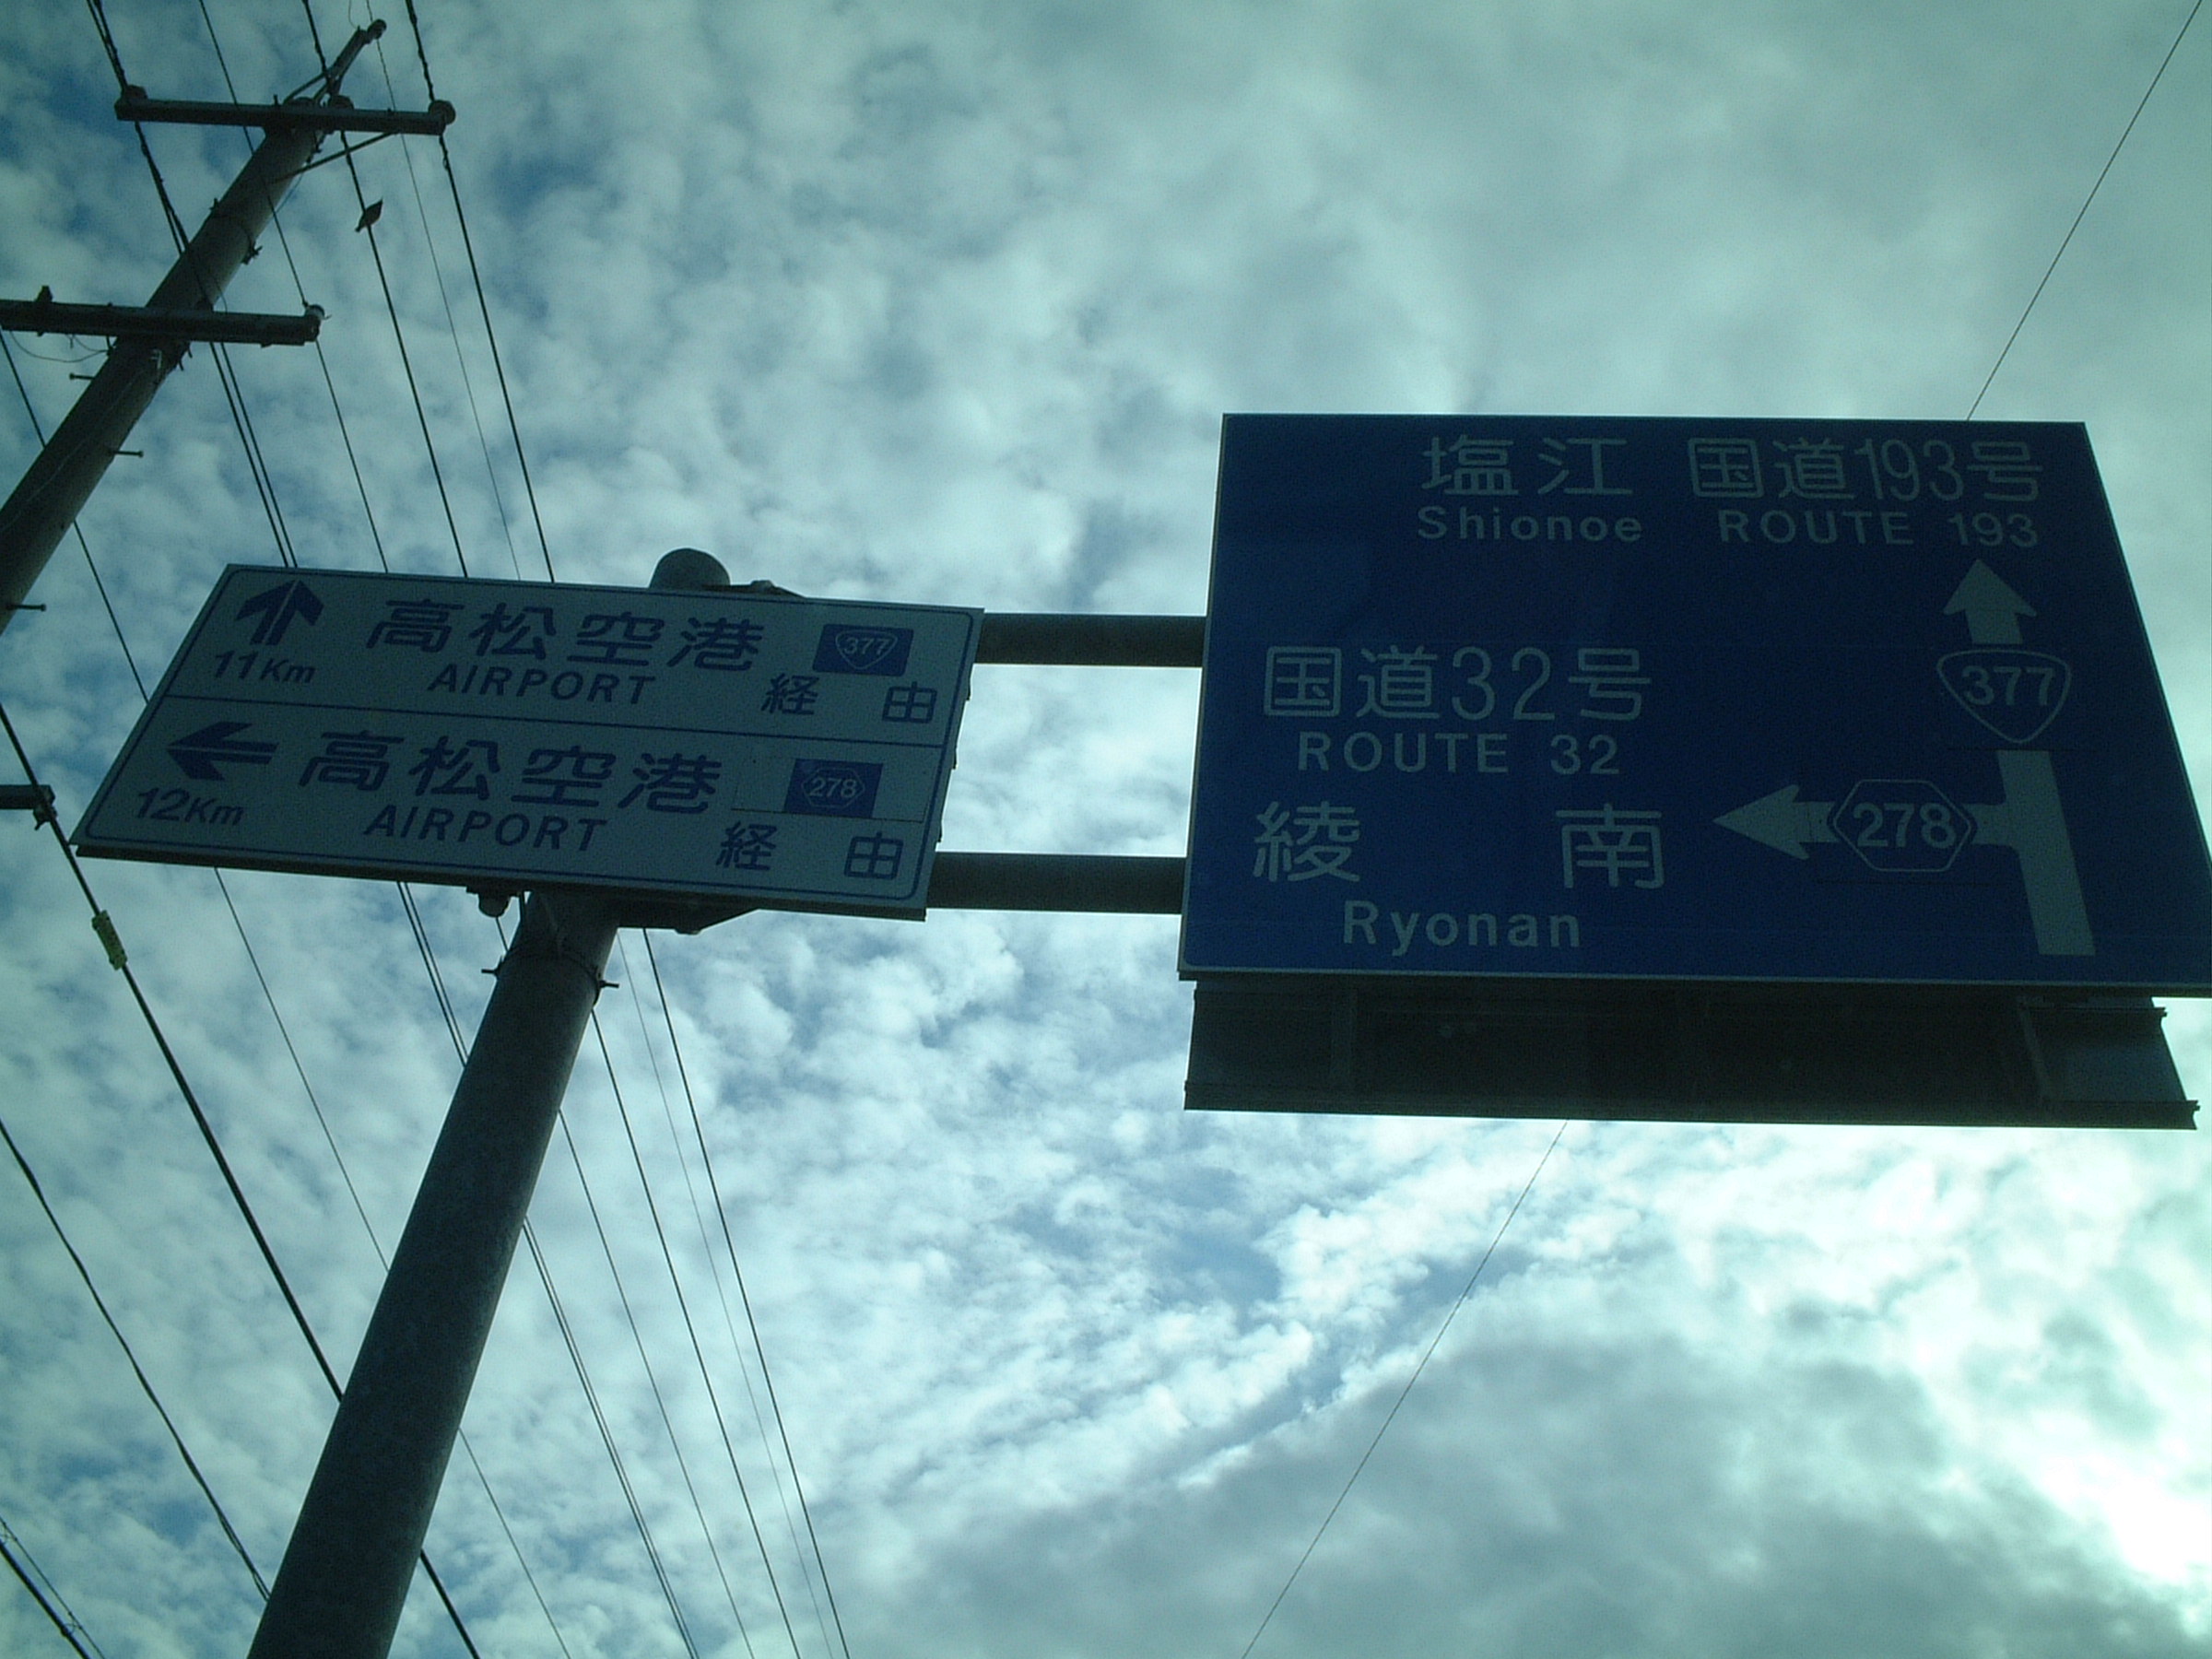 高松空港 377
11Km AIRPORT 経由
高松空港 278
12Km AIRPORT 経由
塩江 国道193号
Shionoe ROUTE 193
国道32号
ROUTE 32
377
綾南
278
Ryonan